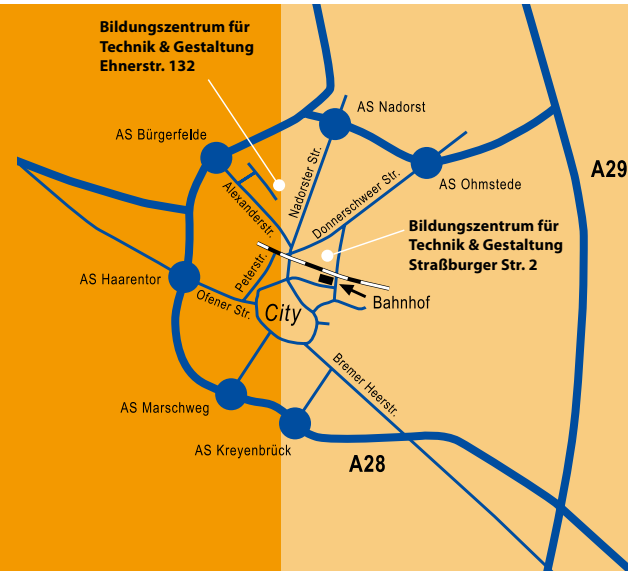 Bildungszentrum für
Technik & Gestaltung
Ehnerstr. 132
AS Nadorst
AS Bürgerfelde
A29
AS Ohmstede
Nadorster Str.
Alexanderstr.
Donnerschweer Str.
Bildungszentrum für
Technik & Gestaltung
Straßburger Str. 2
Peterstr.
AS Haarentor
Ofener Str.
City
Bahnhof
Bremer Heerstr.
AS Marschweg
AS Kreyenbrück
A28